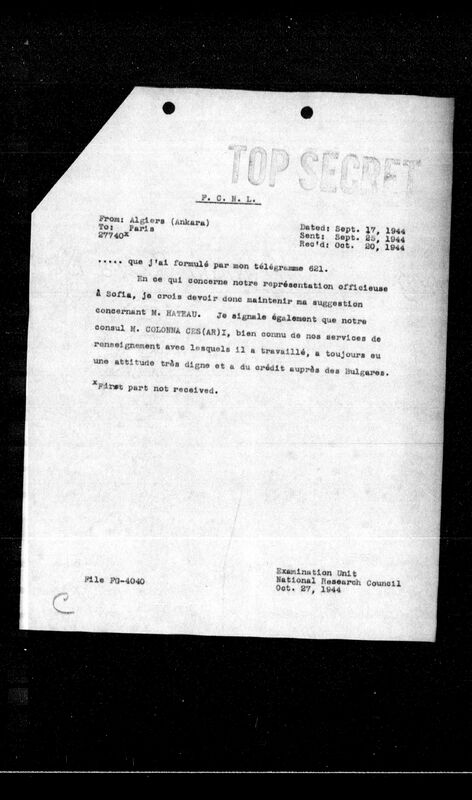 TOP SECRET
F. C. N. L.
From: Algiers (Ankara)
To: Paris
27740x
Dated: Sept. 17, 1944
Sent: Sept. 25, 1944
Rec'd: Oct. 20, 1944
..... que j'ai formulé par mon télégramme 621.
En ce qui concerne notre représentation officieuse
À Sofia, je crois devoir donc maintenir ma suggestion
concernant M. HATEAU. Je signale également que notre
consul M. COLONNA CES(AR)I, bien connu de nos services de
renseignement avec lesquels il a travaillé, a toujours eu
une attitude très digne et a du crédit auprès des Bulgares.
xFirst part not received.
File FG-4040
Examination Unit
National Research Council
Oct. 27, 1944
C